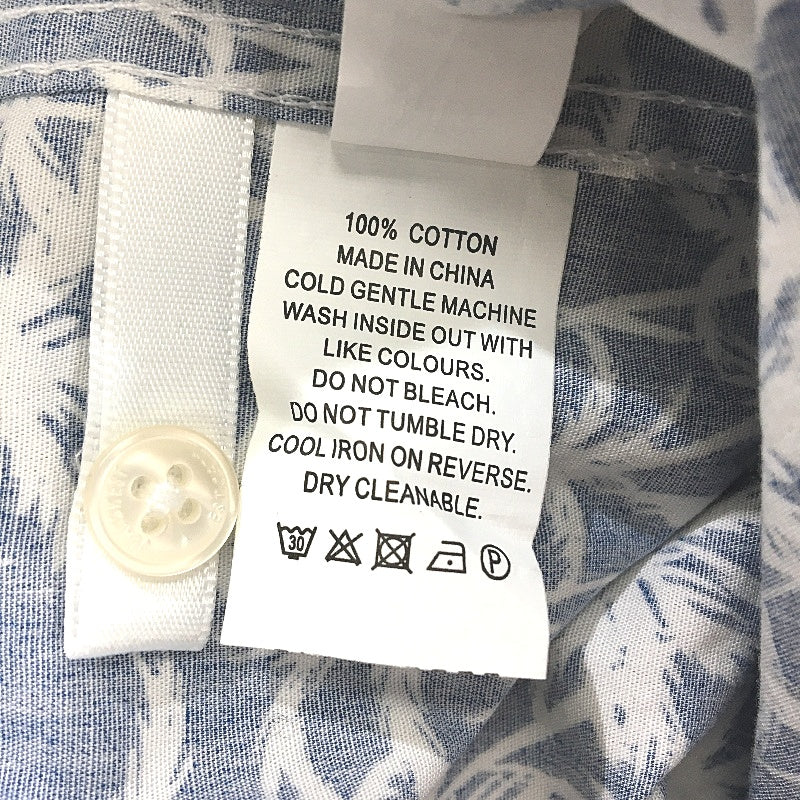 100% COTTON
MADE IN CHINA
COLD GENTLE MACHINE
WASH INSIDE OUT WITH
LIKE COLOURS.
DO NOT BLEACH.
DO NOT TUMBLE DRY.
COOL IRON ON REVERSE.
DRY CLEANABLE.
30
P